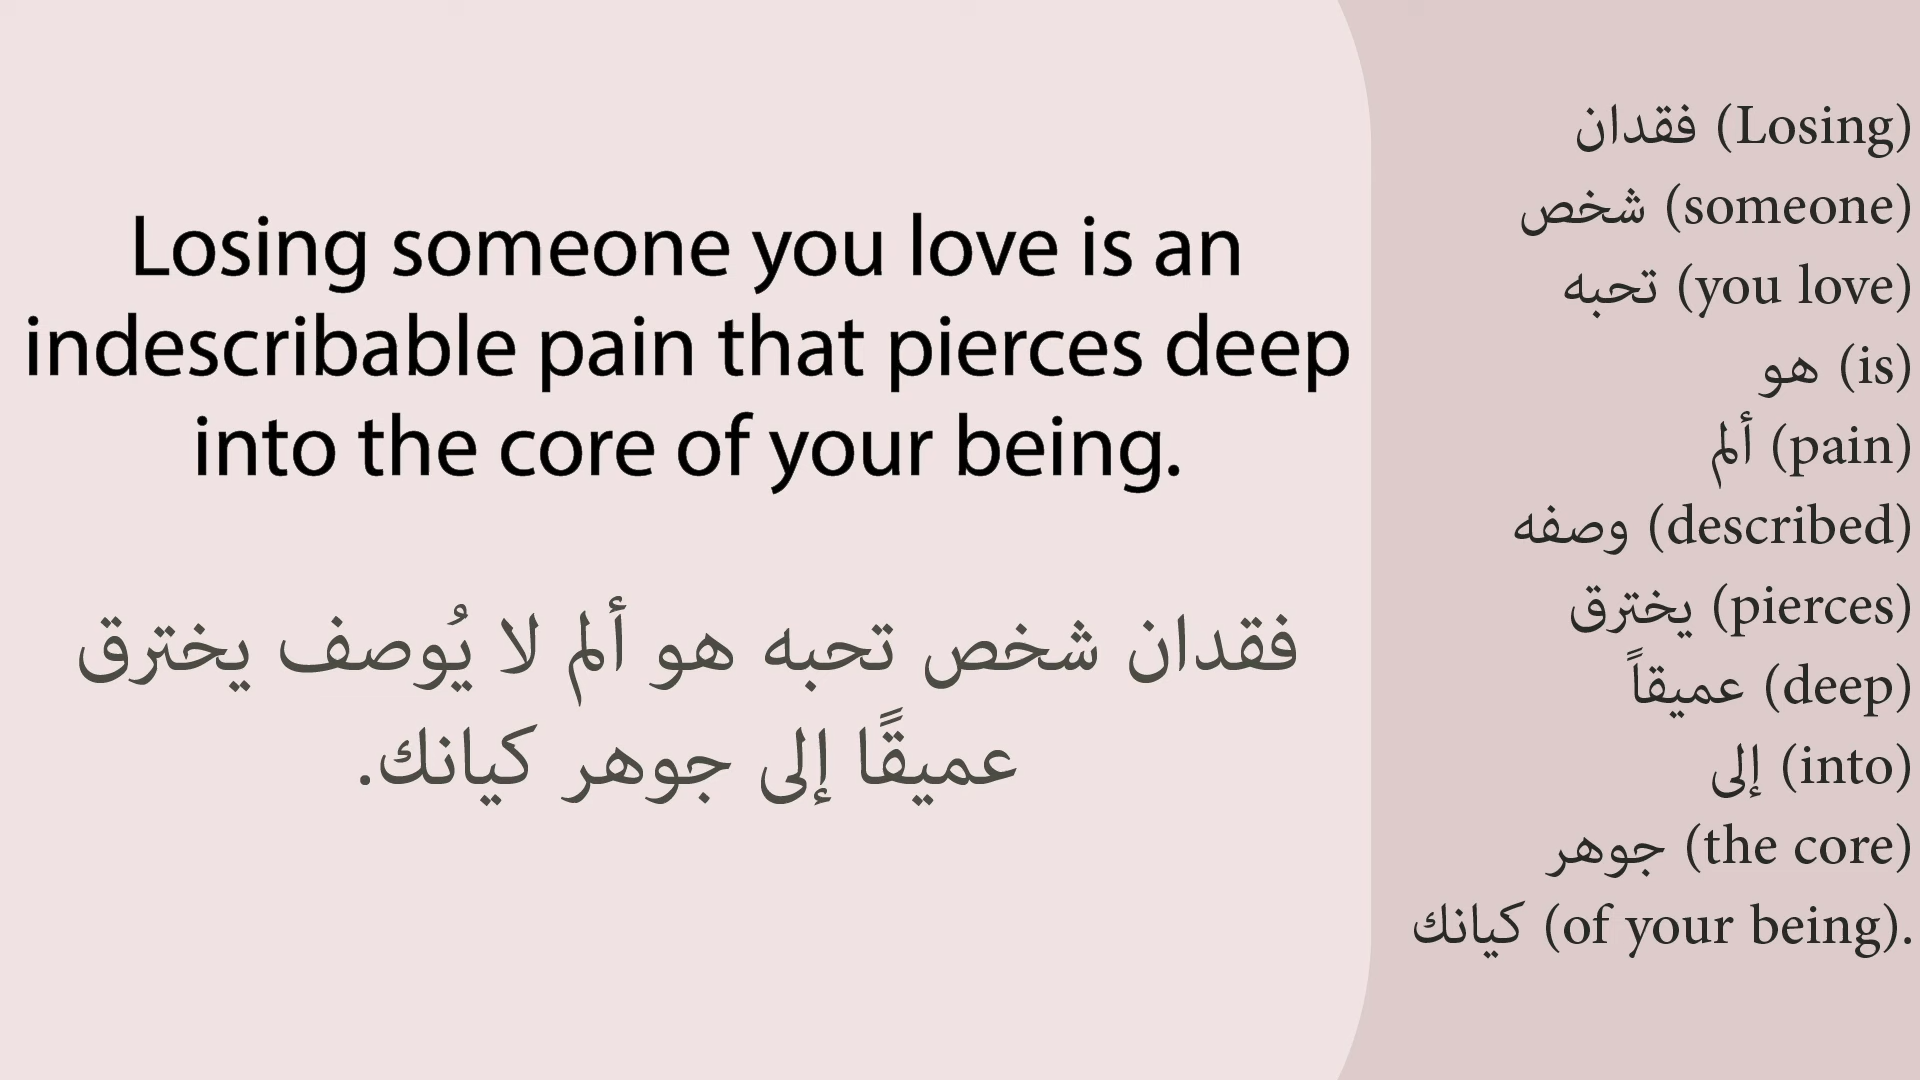 Losing someone you love is an
indescribable pain that pierces deep
into the core of your being.
فقدان شخص تحبه هو ألم لا يُوصف يخترق
عميقًا إلى جوهر كيانك.
فقدان (Losing)
شخص (someone)
تحبه (you love)
هو (is)
ألم (pain)
وصفه (described)
يخترق (pierces)
عميقاً (deep)
إلى (into)
جوهر (the core)
كيانك (of your being).